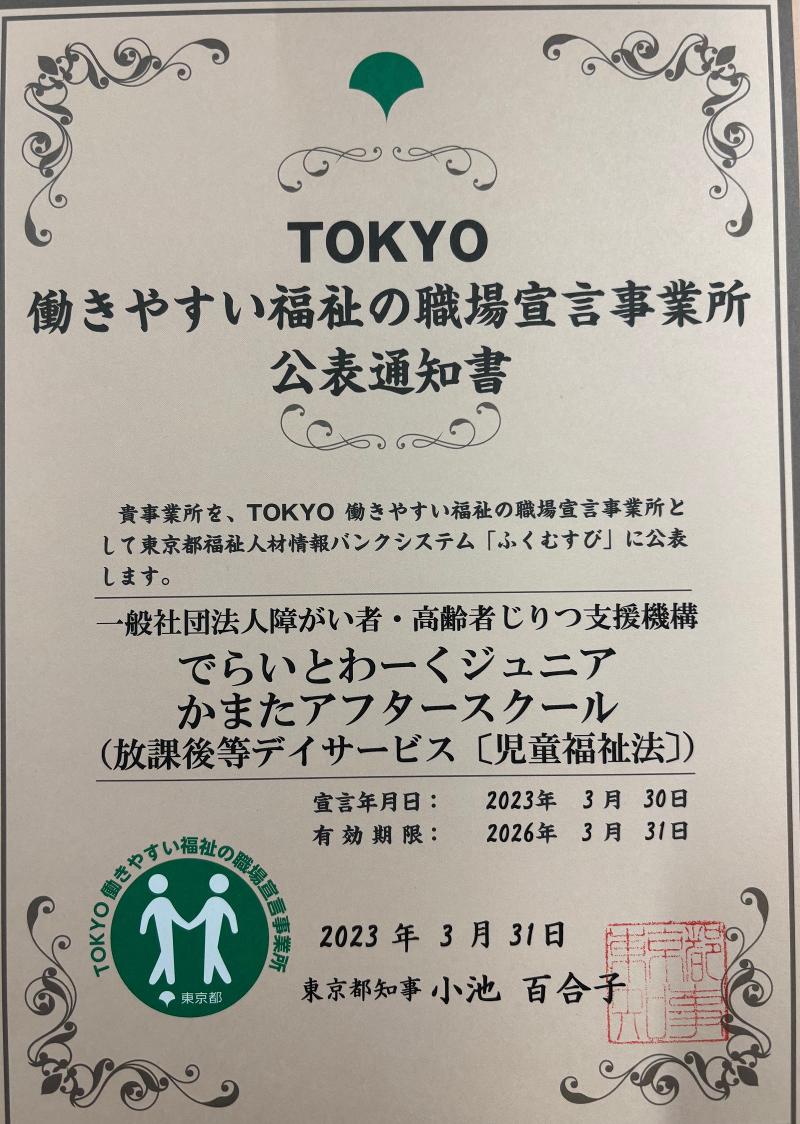 TOKYO
働きやすい福祉の職場宣言事業所
公表通知書
貴事業所を、TOKYO 働きやすい福祉の職場宣言事業所と
して東京都福祉人材情報バンクシステム「ふくむすび」に公表
します。
一般社団法人障がい者・高齢者じりつ支援機構
でらいとわーくジュニア
かまたアフタースクール
(放課後等デイサービス〔児童福祉法〕)
宣言年月日： 2023年 3月 30日
有効期限： 2026年 3月 31日
TOKYO 働きやすい福祉の職場宣言事業所
東京都
2023 年 3 月 31日
東京都知事 小池 百合子
東京都知事